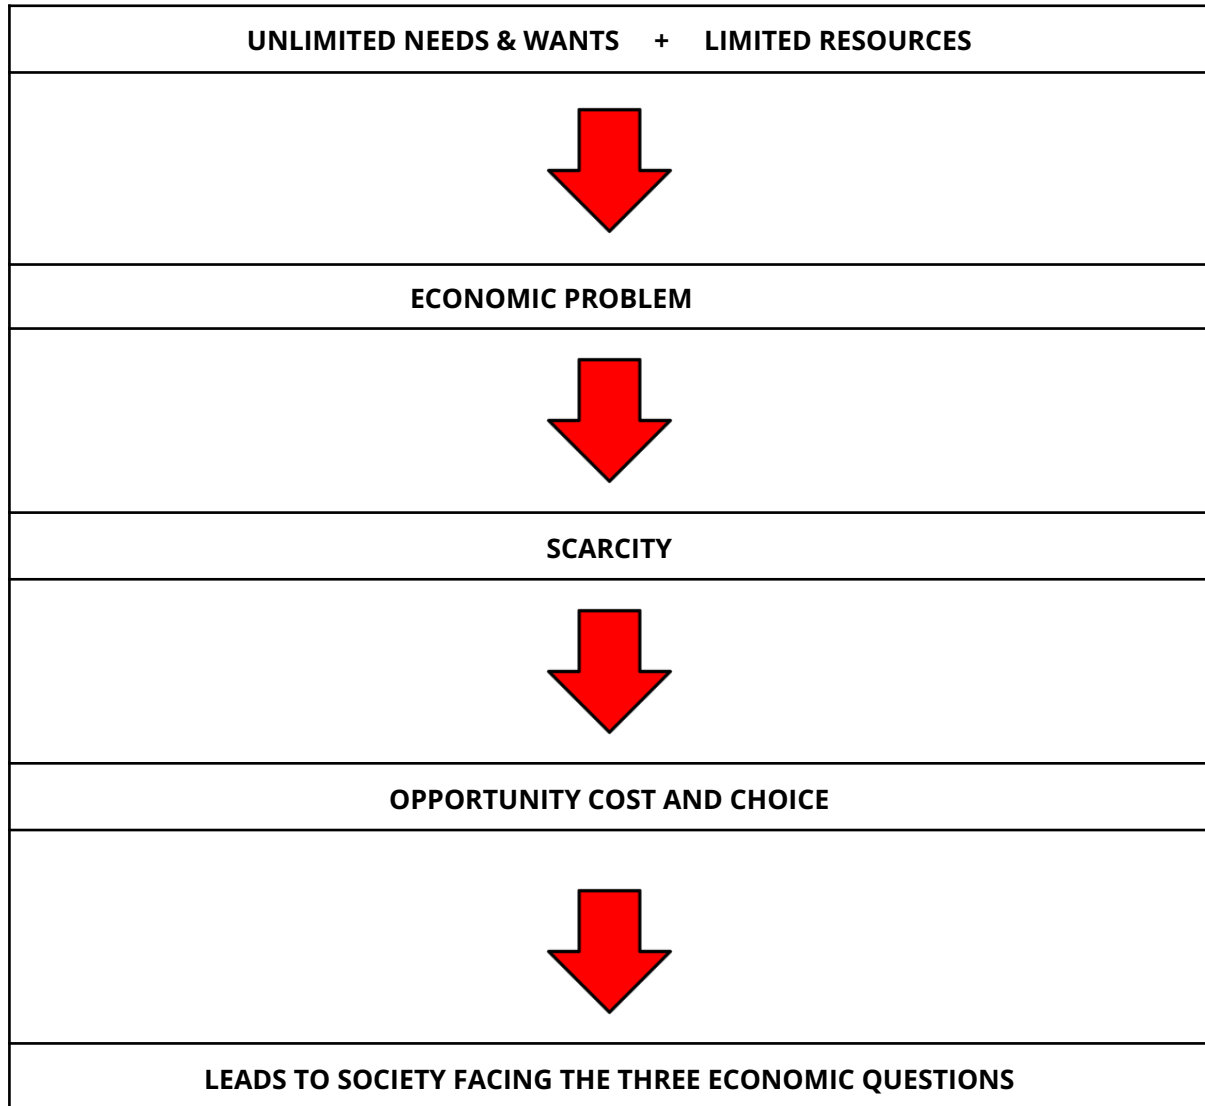 UNLIMITED NEEDS & WANTS + LIMITED RESOURCES
ECONOMIC PROBLEM
SCARCITY
OPPORTUNITY COST AND CHOICE
LEADS TO SOCIETY FACING THE THREE ECONOMIC QUESTIONS